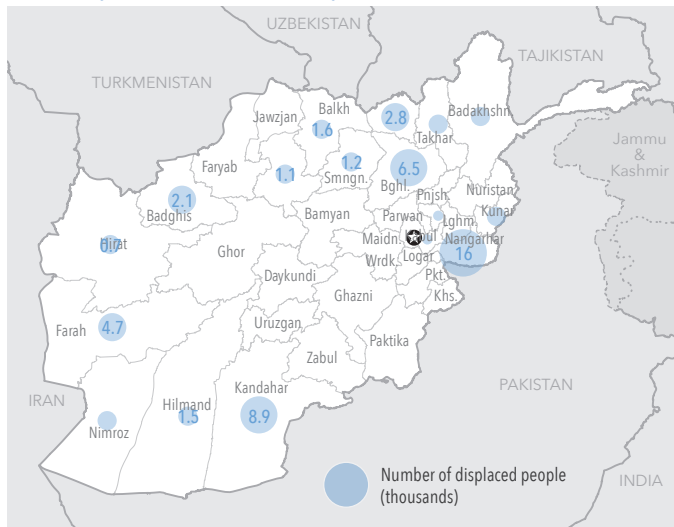 UZBEKISTAN
TAJIKISTAN
TURKMENISTAN
Balkh
Jawzjan
2.8
Badakhshn.
1.6
Takhar
Jammu
&
Kashmir
Faryab
1.2
6.5
1.1
Smngn.
Bghl.
Pnjsh.
Nuristan
2.1
Badghis
Bamyan
Parwan
Lghm.
Kunar
Hirat
Ghor
Maidn.
Wrdk.
Nangarhar
16
Logar
Daykundi
Pkt.
Ghazni
Khs.
Farah
4.7
Uruzgan
Paktika
Zabul
IRAN
Hilmand
1.5
Kandahar
8.9
PAKISTAN
Nimroz
Number of displaced people
(thousands)
INDIA